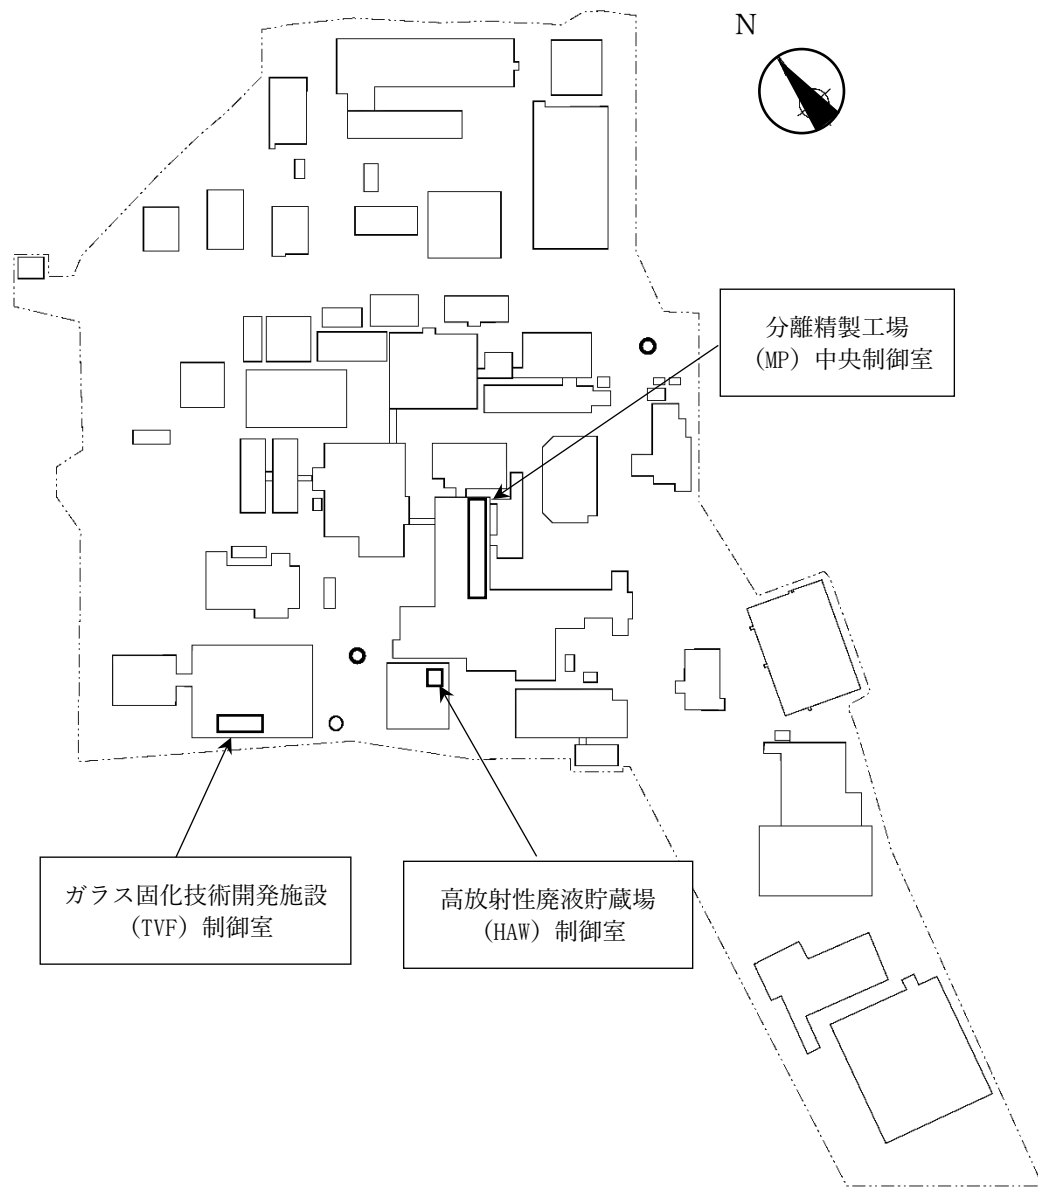 N
分離精製工場
（MP）中央制御室
ガラス固化技術開発施設
（TVF）制御室
高放射性廃液貯蔵場
（HAW）制御室